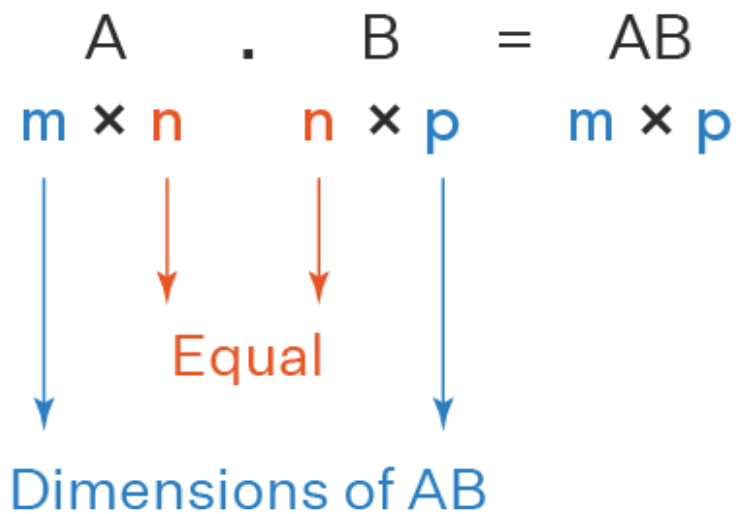 A . B = AB
m × n n × p m × p
Equal
Dimensions of AB